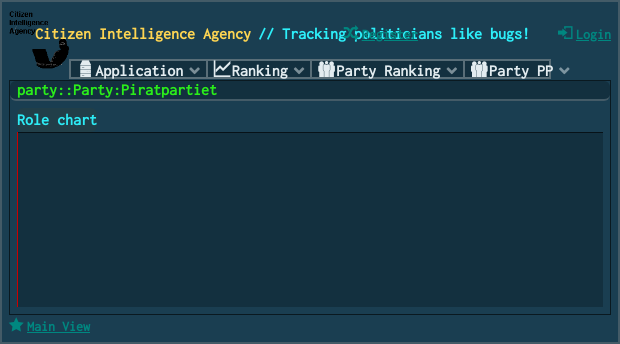 Citizen
Intelligence
Agency
Citizen Intelligence Agency // Tracking politicians like bugs!
Register
Login
Application
Ranking
Party Ranking
Party PP
party::Party:Piratpartiet
Role chart
Main View